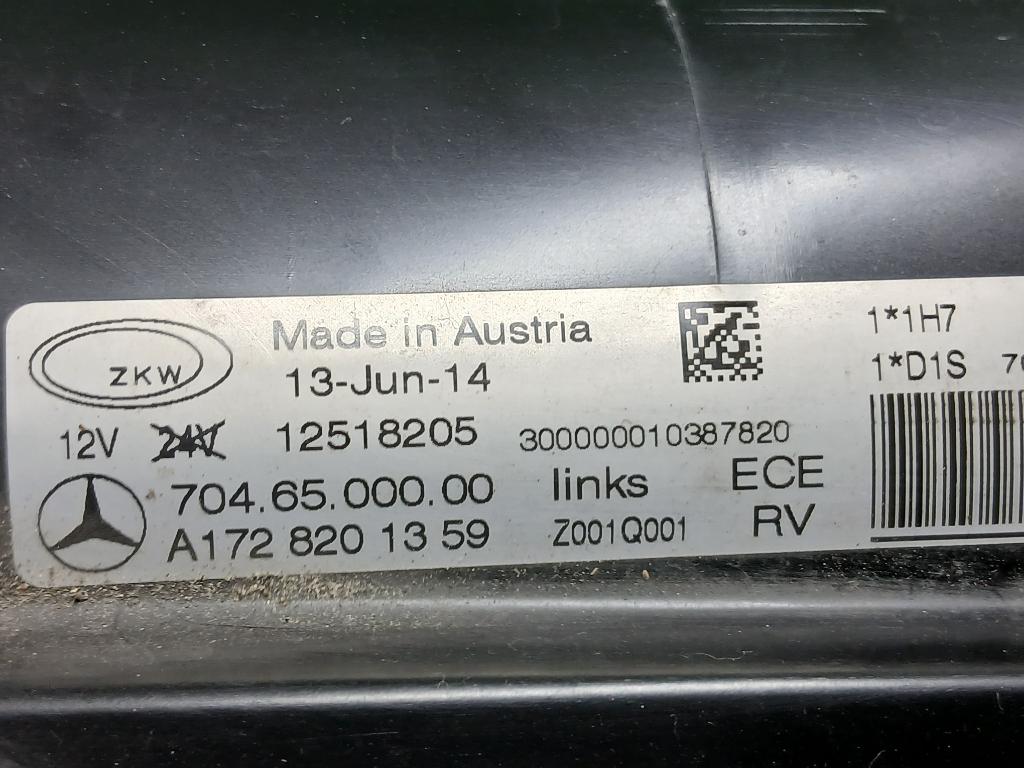 ZKW
Made in Austria
13-Jun-14
12V 24V 12518205 300000010387820
704.65.000.00 links ECE
A172 820 13 59 Z001Q001 RV
1*1H7
1*D1S